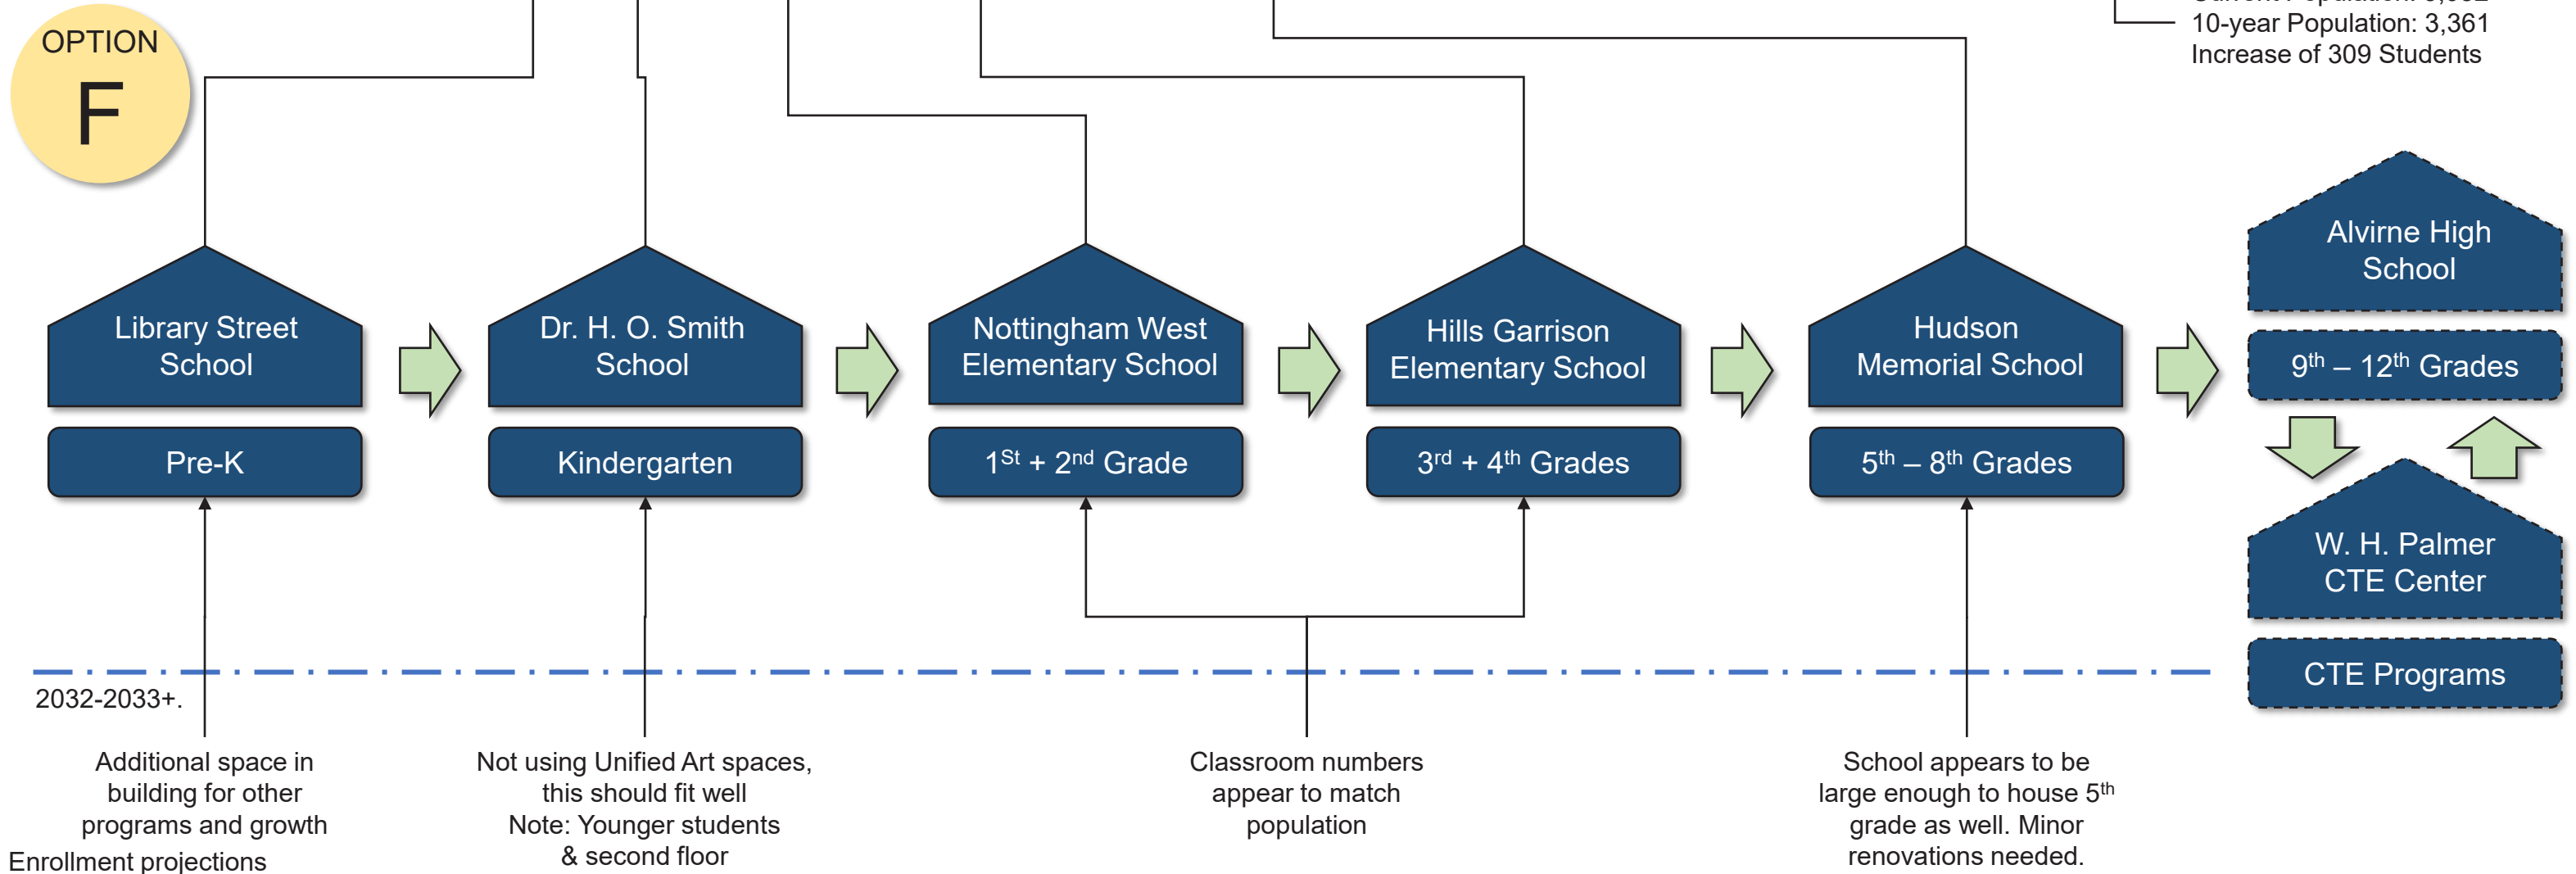 OPTION
F
10-year Population: 3,361
Increase of 309 Students
Library Street
School
Pre-K
Dr. H. O. Smith
School
Kindergarten
Nottingham West
Elementary School
1St + 2nd Grade
Hills Garrison
Elementary School
3rd + 4th Grades
Hudson
Memorial School
5th – 8th Grades
Alvirne High
School
9th – 12th Grades
W. H. Palmer
CTE Center
CTE Programs
2032-2033+.
Additional space in
building for other
programs and growth
Not using Unified Art spaces,
this should fit well
Note: Younger students
& second floor
Classroom numbers
appear to match
population
School appears to be
large enough to house 5th
grade as well. Minor
renovations needed.
Enrollment projections